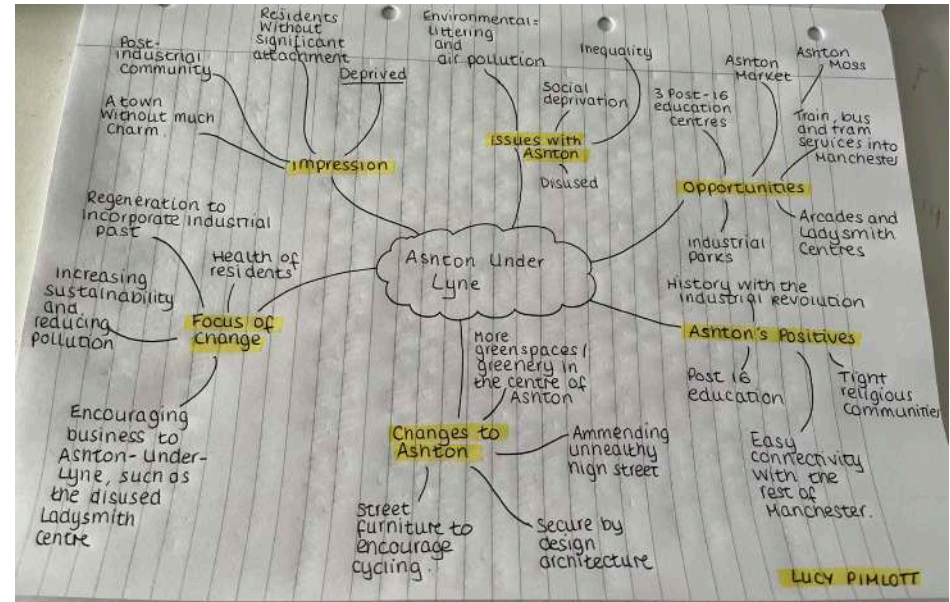 Ashton Under
Lyne
Impression
Post-
industrial
community
A town
Without much
charm.
Residents
Without
significant
attachment
Deprived
issues with
Ashton
Environmental=
littering
and
air pollution
Social
deprivation
Inequality
Disused
Opportunities
3 Post-16
education
centres
Ashton
Market
Ashton
Moss
Train, bus
and tram
services into
Manchester
Arcades and
Ladysmith
Centres
industrial
parks
Ashton's Positives
History with the
industrial Revolution
Post 16
education
Easy
connectivity
with the
rest of
Manchester.
Tight
religious
communities
Changes to
Ashton
More
greenspaces/
greenery in
the centre of
Ashton
Ammending
unhealthy
high street
Secure by
design
architecture
Street
furniture to
encourage
cycling.
Focus of
Change
Regeneration to
incorporate industrial
past
Health of
residents
Increasing
sustainability
and
reducing
pollution
Encouraging
business to
Ashton-Under-
Lyne, such as
the disused
Ladysmith
centre
LUCY PIMLOTT